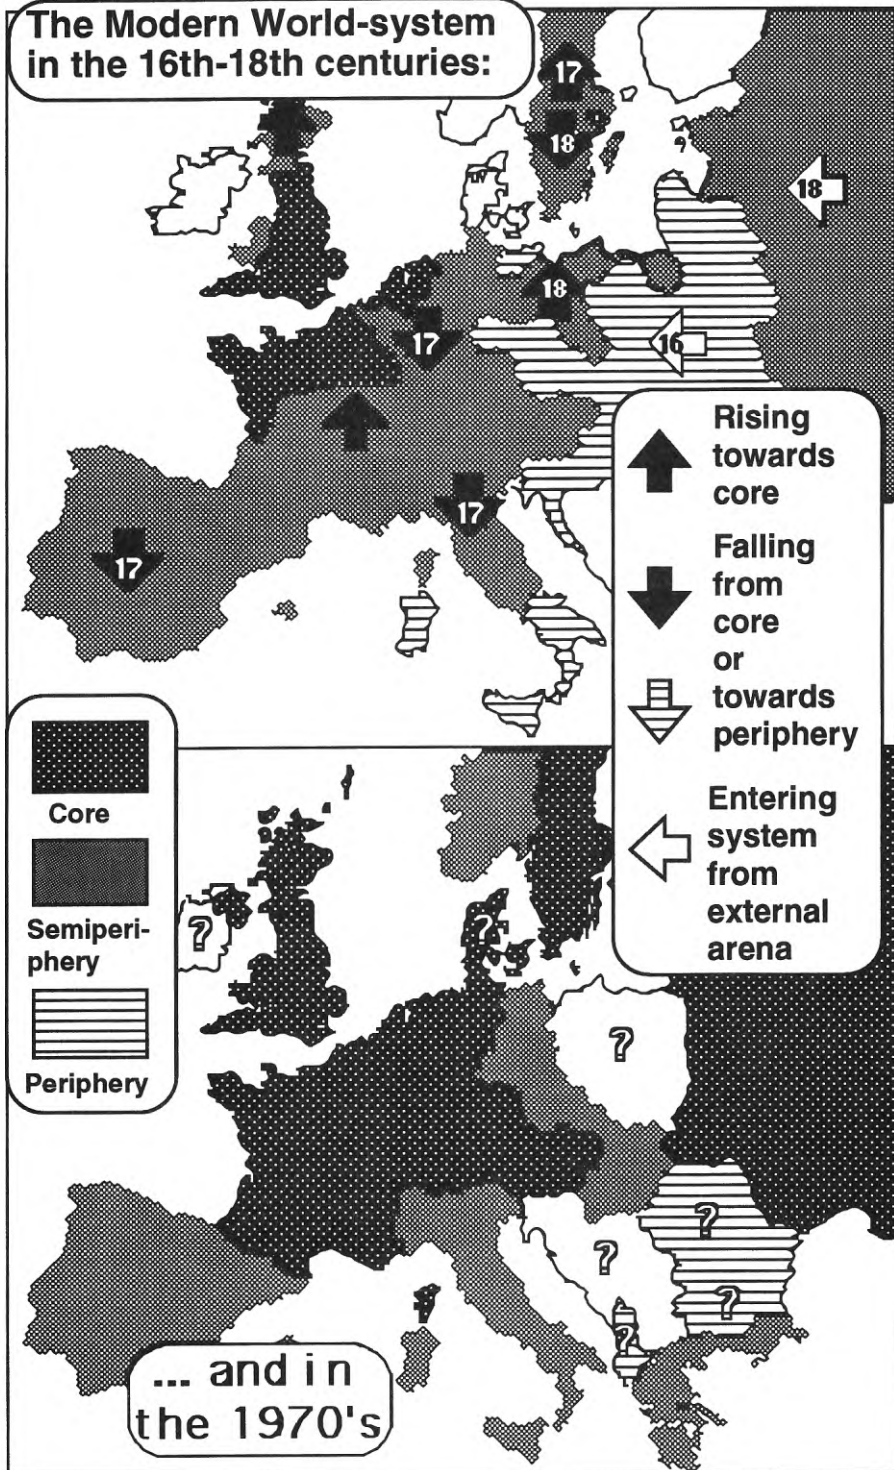 The Modern World-system
in the 16th-18th centuries:
17
18
18
18
16
17
17
17
Rising
towards
core
Falling
from
core
or
towards
periphery
Entering
system
from
external
arena
Core
Semiperi-
phery
Periphery
?
?
?
?
?
?
?
... and in
the 1970's